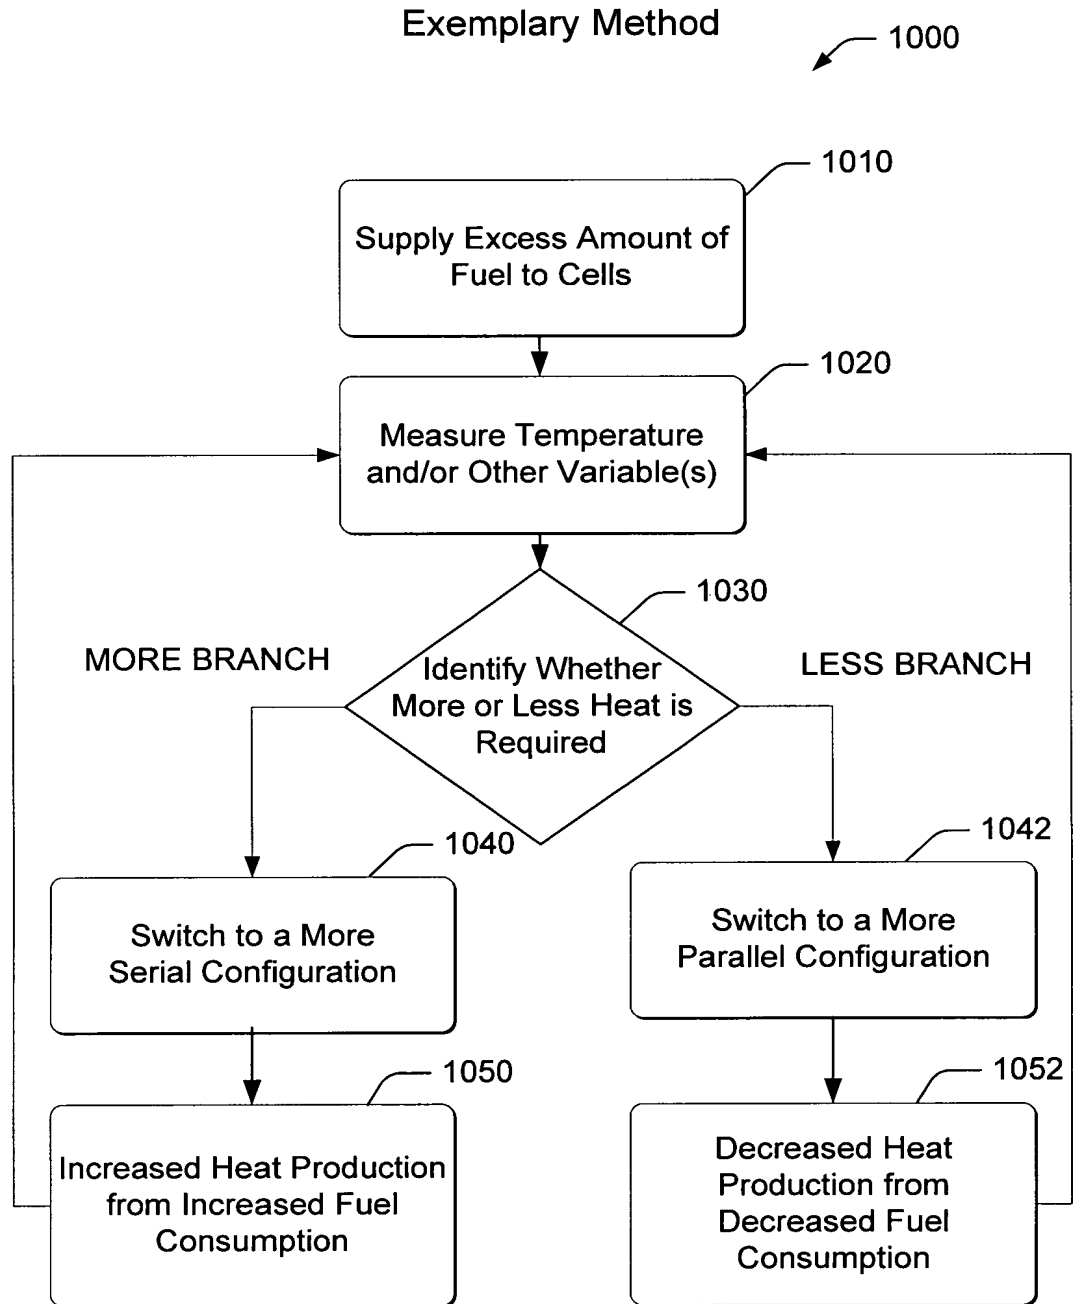 Exemplary Method
1000
1010
Supply Excess Amount of
Fuel to Cells
1020
Measure Temperature
and/or Other Variable(s)
1030
MORE BRANCH
LESS BRANCH
Identify Whether
More or Less Heat is
Required
1040
1042
Switch to a More
Serial Configuration
Switch to a More
Parallel Configuration
1050
1052
Increased Heat Production
from Increased Fuel
Consumption
Decreased Heat
Production from
Decreased Fuel
Consumption